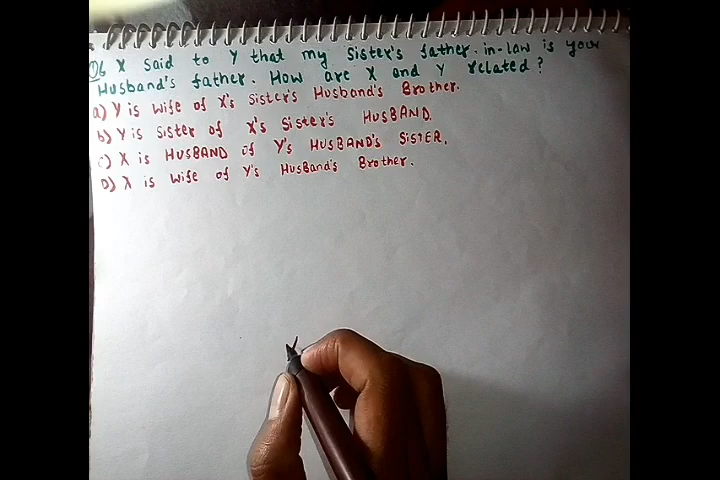 16 X Said to Y that my Sister's father-in-law is your
Husband's father. How are X and Y related?
a) Y is wife of X's Sister's Husband's Brother.
b) Y is Sister of X's Sister's HUSBAND.
c) X is HUSBAND of Y's HUSBAND's SISTER.
D) X is wife of Y's Husband's Brother.